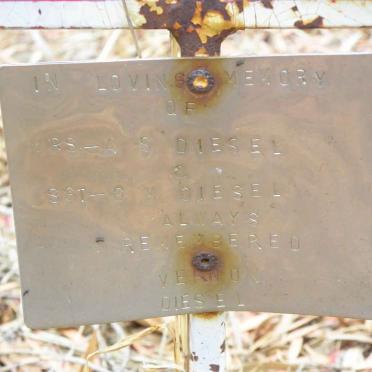 IN LOVING MEMORY
OF
DIESEL
&
DIESEL
ALWAYS
REMEMBERED
VERNON
DIESEL